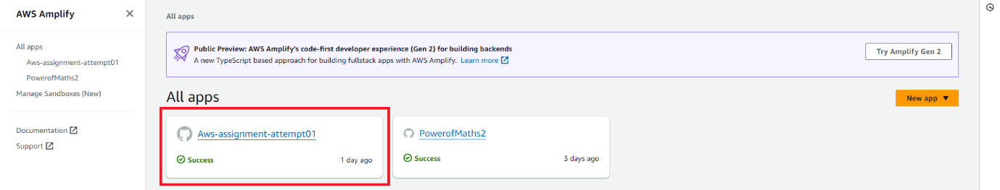 AWS Amplify
All apps
Aws-assignment-attempt01
PowerofMaths2
Manage Sandboxes (New)
Documentation
Support
All apps
Public Preview: AWS Amplify's code-first developer experience (Gen 2) for building backends
A new TypeScript based approach for building fullstack apps with AWS Amplify. Learn more
Try Amplify Gen 2
All apps
New app
Aws-assignment-attempt01
Success
1 day ago
PowerofMaths2
Success
3 days ago